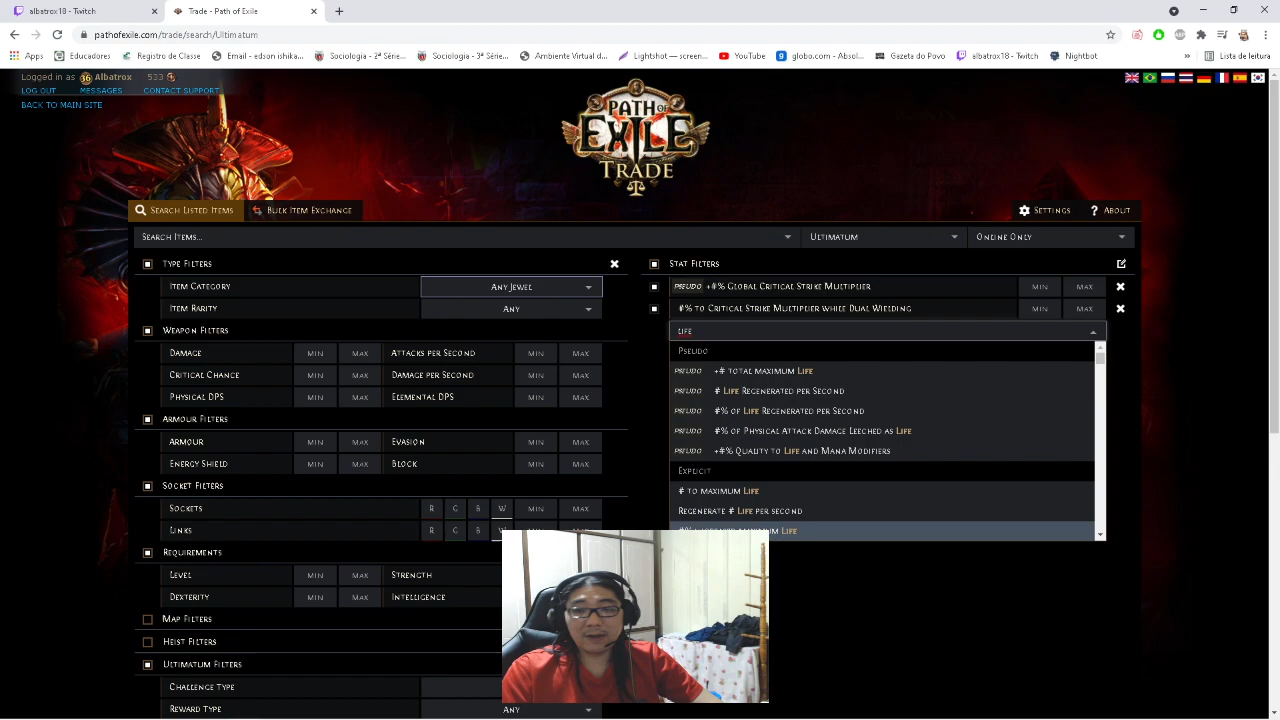 albatrox18 - Twitch
Trade - Path of Exile
pathofexile.com/trade/search/Ultimatum
Apps
Educadores
Registro de Classe
Email - edson ishika...
Sociologia - 2ª Série...
Sociologia - 3ª Série...
Ambiente Virtual d...
Lightshot — screen...
YouTube
globo.com - Absol...
Gazeta do Povo
albatrox18 - Twitch
Nightbot
»
Lista de leitura
Logged in as Albatrox 533
LOG OUT MESSAGES CONTACT SUPPORT
BACK TO MAIN SITE
PATH OF
EXILE
TRADE
Search Listed Items
Bulk Item Exchange
Settings
? About
Search Items...
Ultimatum
Online Only
Type Filters
Item Category Any Jewel
Item Rarity Any
Weapon Filters
Damage MIN MAX Attacks per Second MIN MAX
Critical Chance MIN MAX Damage per Second MIN MAX
Physical DPS MIN MAX Elemental DPS MIN MAX
Armour Filters
Armour MIN MAX Evasion MIN MAX
Energy Shield MIN MAX Block MIN MAX
Socket Filters
Sockets R G B W MIN MAX
Links R G B W
Requirements
Level MIN MAX Strength
Dexterity MIN MAX Intelligence
Map Filters
Heist Filters
Ultimatum Filters
Challenge Type
Reward Type Any
Stat Filters
PSEUDO +#% Global Critical Strike Multiplier MIN MAX
#% to Critical Strike Multiplier while Dual Wielding MIN MAX
life
Pseudo
PSEUDO +# total maximum Life
PSEUDO # Life Regenerated per Second
PSEUDO #% of Life Regenerated per Second
PSEUDO #% of Physical Attack Damage Leeched as Life
PSEUDO +#% Quality to Life and Mana Modifiers
Explicit
# to maximum Life
Regenerate # Life per second
#% increased maximum Life